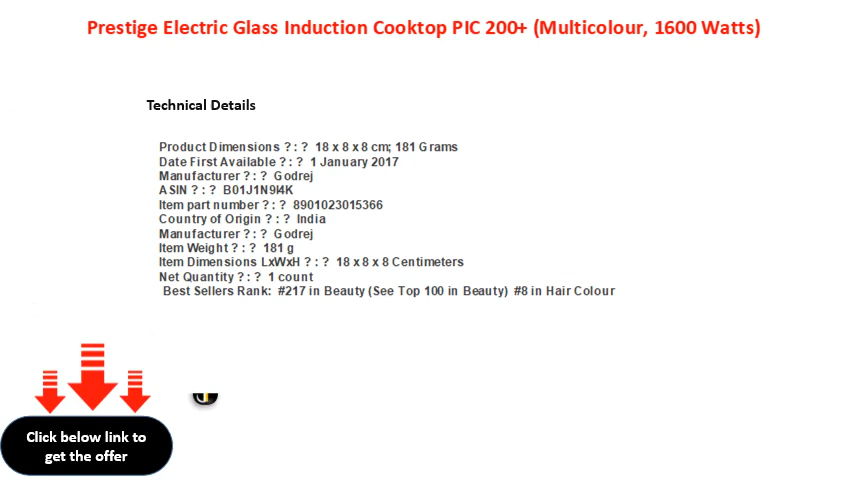 Prestige Electric Glass Induction Cooktop PIC 200+ (Multicolour, 1600 Watts)
Technical Details
Product Dimensions ? : ? 18 x 8 x 8 cm; 181 Grams
Date First Available ? : ? 1 January 2017
Manufacturer ? : ? Godrej
ASIN ? : ? B01J1N9I4K
Item part number ? : ? 8901023015366
Country of Origin ? : ? India
Manufacturer ? : ? Godrej
Item Weight ? : ? 181 g
Item Dimensions LxWxH ? : ? 18 x 8 x 8 Centimeters
Net Quantity ? : ? 1 count
Best Sellers Rank: #217 in Beauty (See Top 100 in Beauty) #8 in Hair Colour
Click below link to
get the offer